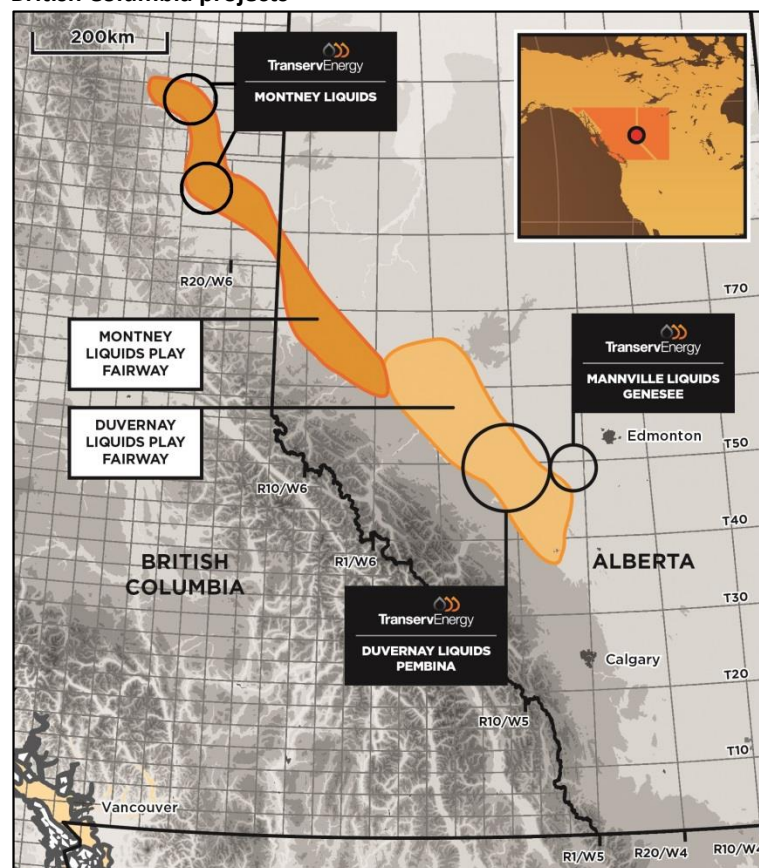 British Columbia projects
200km
TranservEnergy
MONTNEY LIQUIDS
R20/W6
T70
MONTNEY
LIQUIDS PLAY
FAIRWAY
TranservEnergy
MANNVILLE LIQUIDS
GENESEE
DUVERNAY
LIQUIDS PLAY
FAIRWAY
Edmonton
T50
R10/W6
T40
R1/W6
BRITISH
COLUMBIA
ALBERTA
T30
TranservEnergy
DUVERNAY LIQUIDS
PEMBINA
Calgary
T20
R10/W5
T10
Vancouver
R1/W5
R20/W4
R10/W4